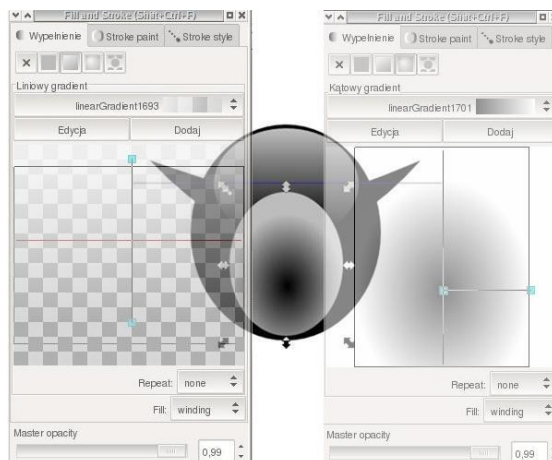 Fill and Stroke (Shift+Ctrl+F)
Wypełnienie
Stroke paint
Stroke style
Liniowy gradient
linearGradient1693
Edycja
Dodaj
Repeat: none
Fill: winding
Master opacity
0,99
Fill and Stroke (Shift+Ctrl+F)
Wypełnienie
Stroke paint
Stroke style
Kątowy gradient
linearGradient1701
Edycja
Dodaj
Repeat: none
Fill: winding
Master opacity
0,99